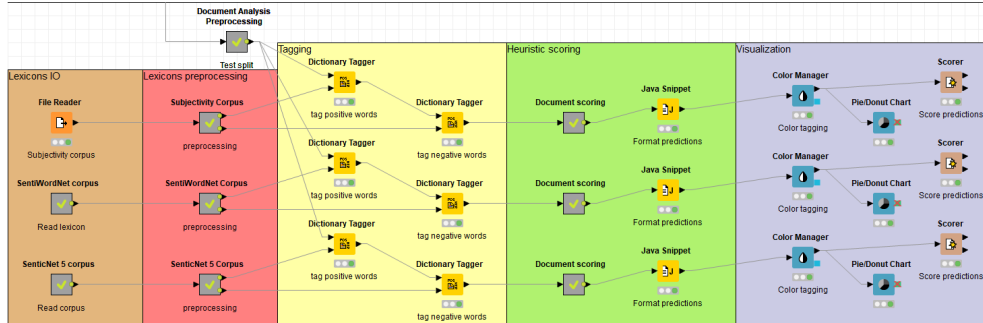 Document Analysis
Preprocessing
Test split
Lexicons IO
Lexicons preprocessing
Tagging
Heuristic scoring
Visualization
File Reader
Subjectivity corpus
Subjectivity Corpus
preprocessing
Dictionary Tagger
tag positive words
Dictionary Tagger
tag negative words
Document scoring
Java Snippet
Format predictions
Color Manager
Color tagging
Pie/Donut Chart
Scorer
Score predictions
SentiWordNet corpus
Read lexicon
SentiWordNet Corpus
preprocessing
Dictionary Tagger
tag positive words
Dictionary Tagger
tag negative words
Document scoring
Java Snippet
Format predictions
Color Manager
Color tagging
Pie/Donut Chart
Scorer
Score predictions
SenticNet 5 corpus
Read corpus
SenticNet 5 Corpus
preprocessing
Dictionary Tagger
tag positive words
Dictionary Tagger
tag negative words
Document scoring
Java Snippet
Format predictions
Color Manager
Color tagging
Pie/Donut Chart
Scorer
Score predictions